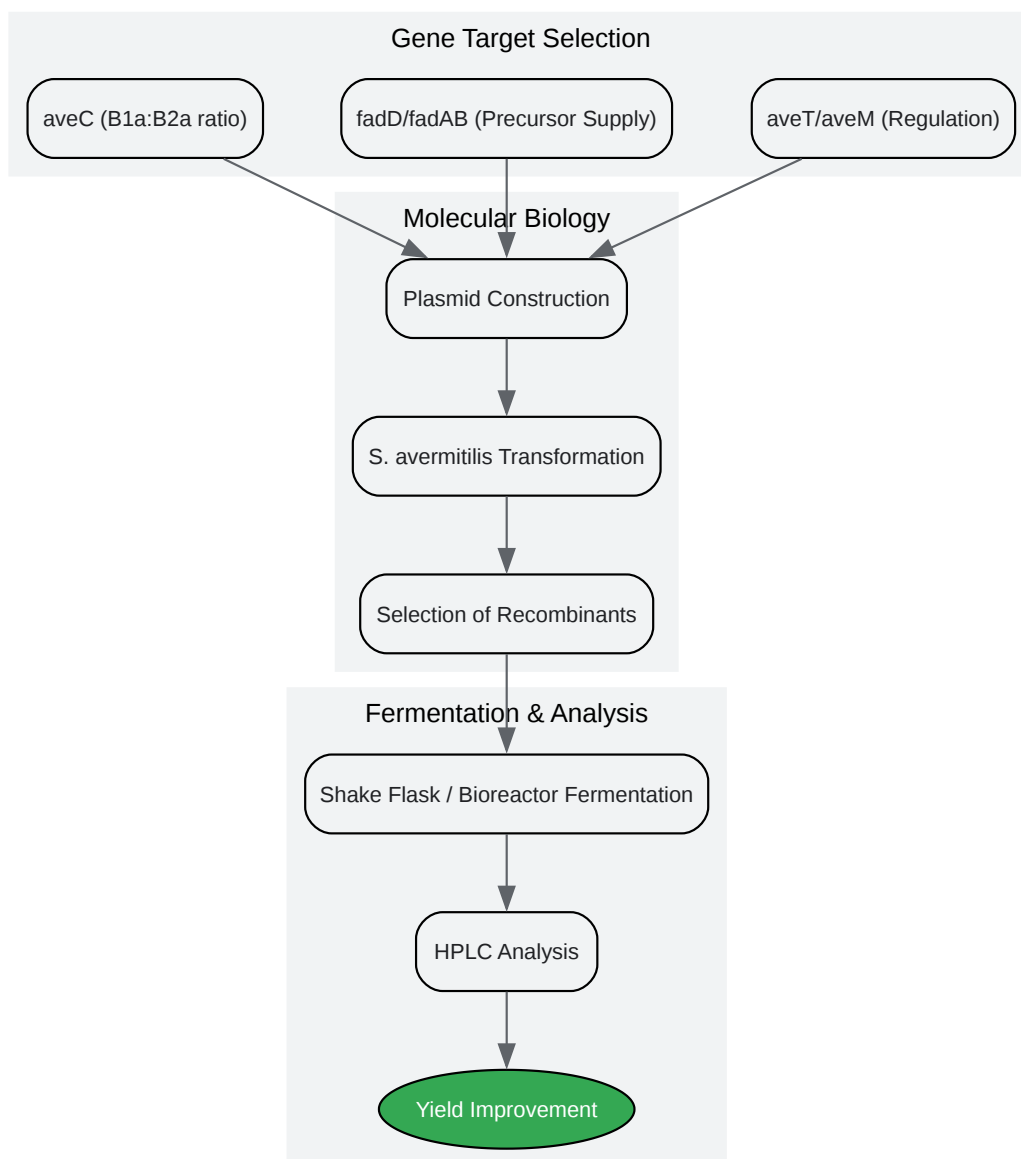 Gene Target Selection
aveC (B1a:B2a ratio)
fadD/fadAB (Precursor Supply)
aveT/aveM (Regulation)
Molecular Biology
Plasmid Construction
S. avermitilis Transformation
Selection of Recombinants
Fermentation & Analysis
Shake Flask / Bioreactor Fermentation
HPLC Analysis
Yield Improvement